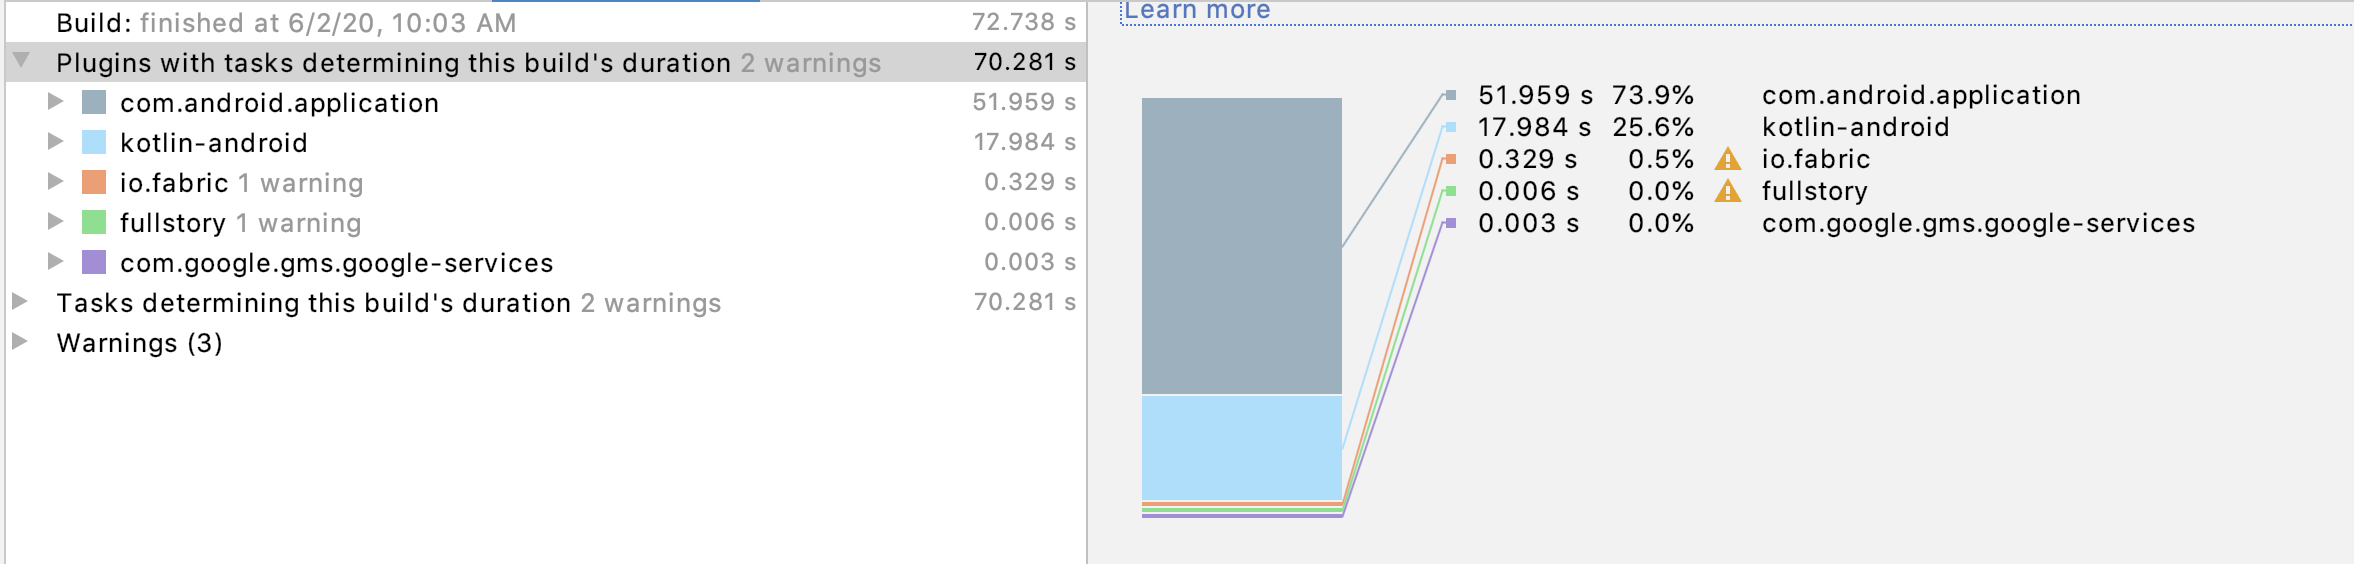 Build: finished at 6/2/20, 10:03 AM 72.738 s
Plugins with tasks determining this build's duration 2 warnings 70.281 s
com.android.application 51.959 s
kotlin-android 17.984 s
io.fabric 1 warning 0.329 s
fullstory 1 warning 0.006 s
com.google.gms.google-services 0.003 s
Tasks determining this build's duration 2 warnings 70.281 s
Warnings (3)
Learn more
51.959 s 73.9% com.android.application
17.984 s 25.6% kotlin-android
0.329 s 0.5% io.fabric
0.006 s 0.0% fullstory
0.003 s 0.0% com.google.gms.google-services